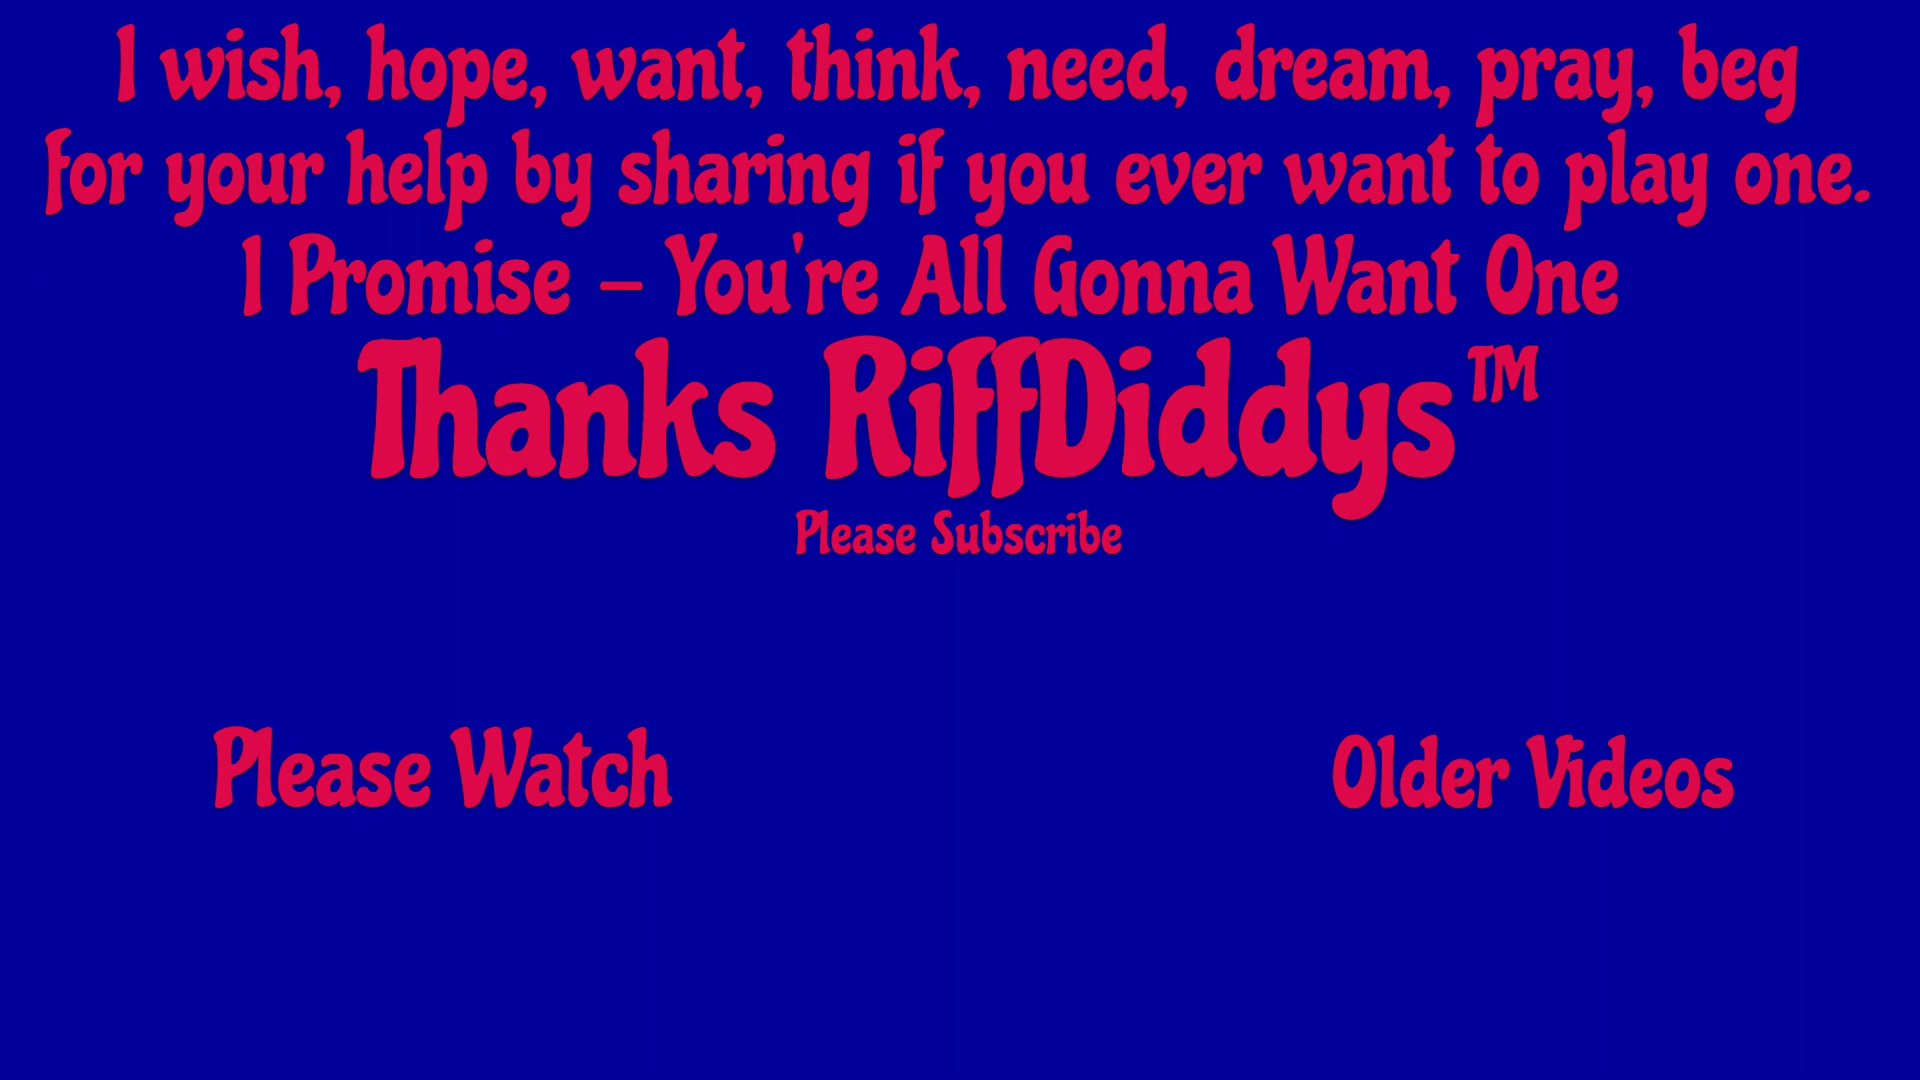 I wish, hope, want, think, need, dream, pray, beg
for your help by sharing if you ever want to play one.
I Promise – You're All Gonna Want One
Thanks RiffDiddys™
Please Subscribe
Please Watch
Older Videos